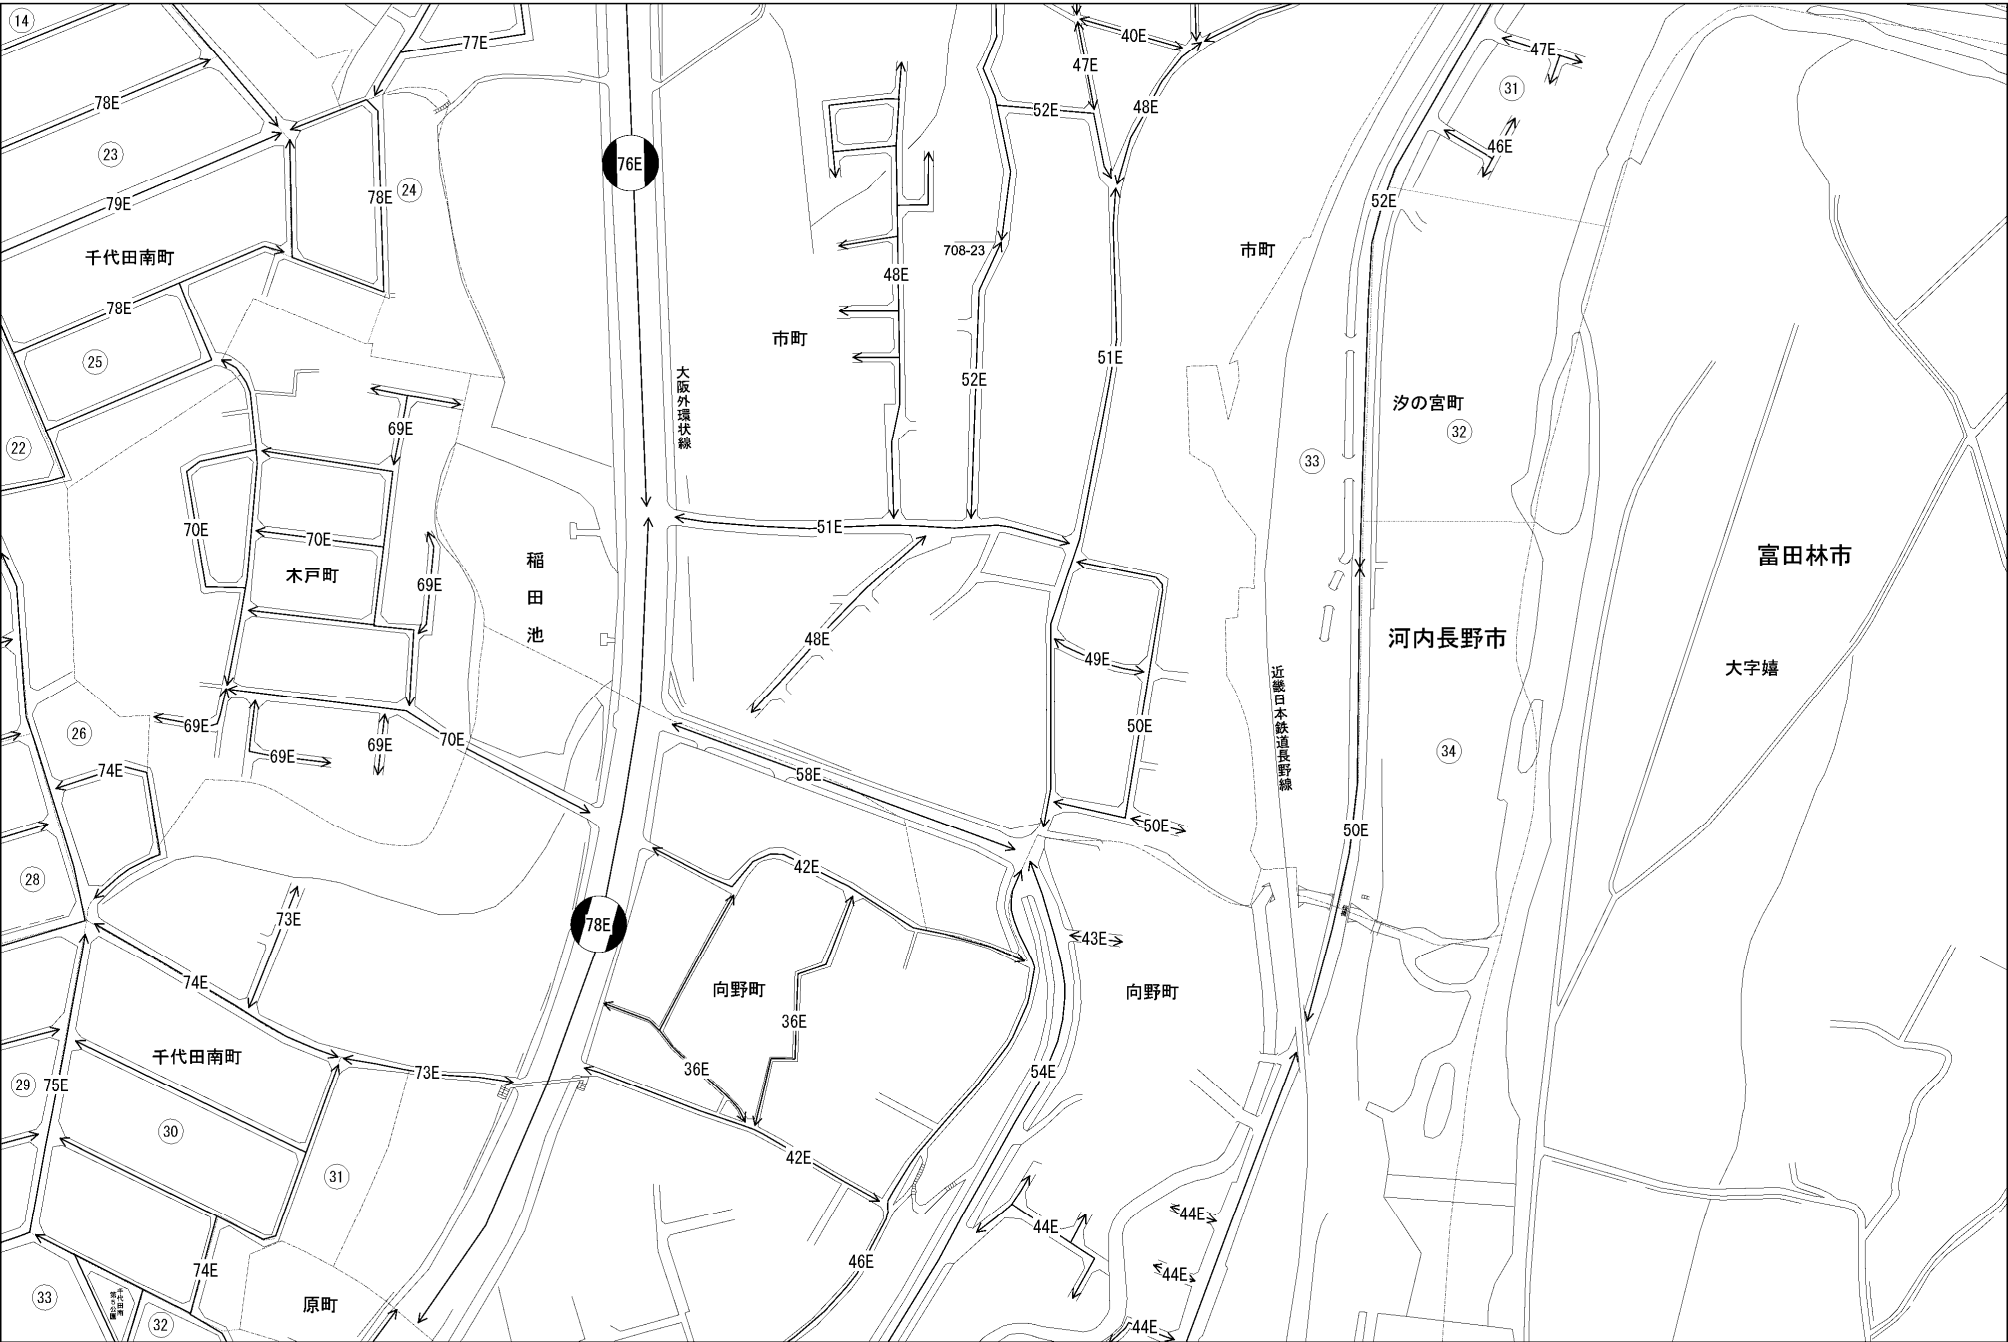 14
77E
40E
47E
47E
78E
52E
48E
31
23
76E
46E
24
78E
79E
52E
千代田南町
708-23
市町
48E
78E
市町
51E
25
大阪外環状線
52E
汐の宮町
32
69E
22
33
70E
51E
70E
稲田池
富田林市
木戸町
69E
48E
河内長野市
49E
大字嬉
近畿日本鉄道長野線
69E
26
70E
69E
50E
34
69E
74E
58E
50E
50E
42E
28
73E
78E
43E
74E
向野町
向野町
36E
千代田南町
36E
73E
54E
29
75E
30
42E
31
44E
44E
46E
74E
44E
33
原町
32
44E